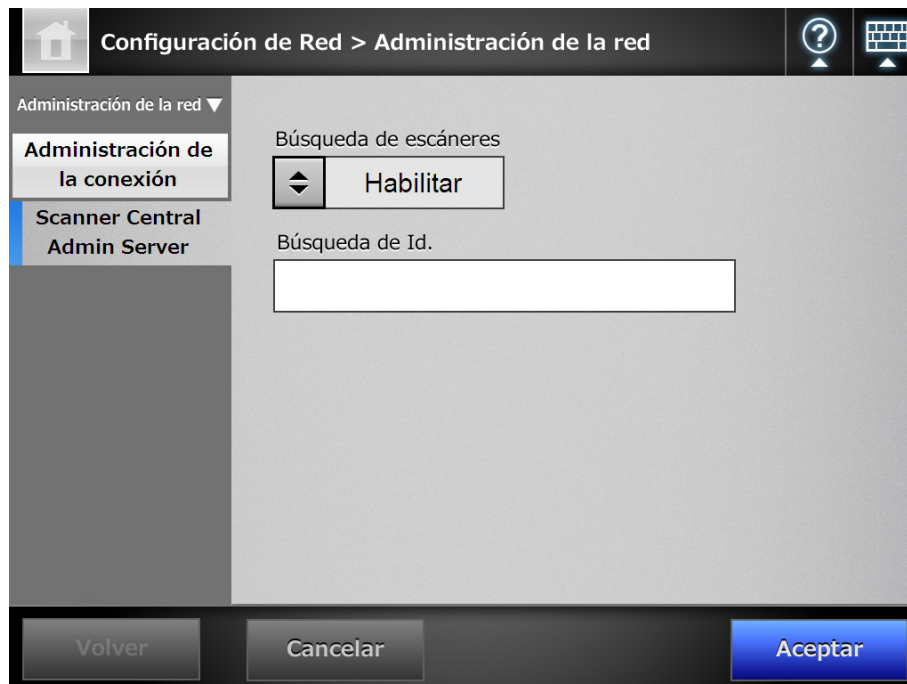 Configuración de Red > Administración de la red
?
Administración de la red ▼
Administración de
la conexión
Scanner Central
Admin Server
Búsqueda de escáneres
Habilitar
Búsqueda de Id.
Volver
Cancelar
Aceptar